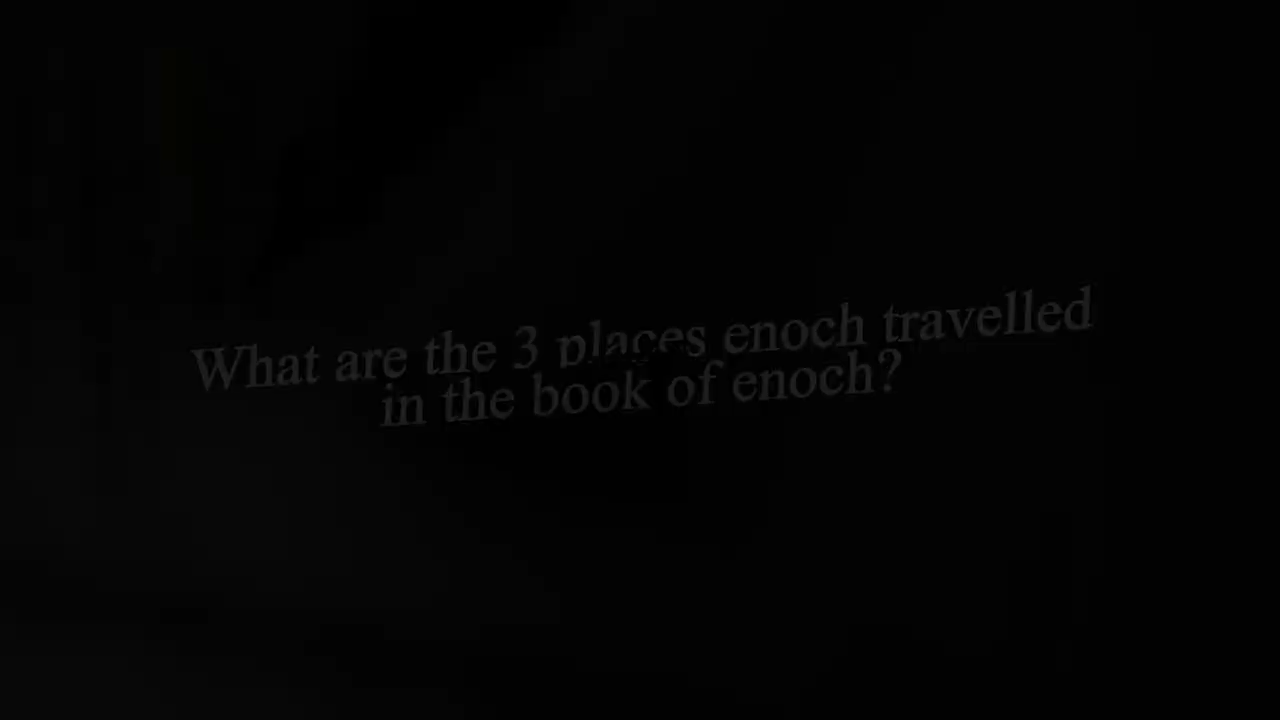 What are the 3 places enoch travelled
in the book of enoch?